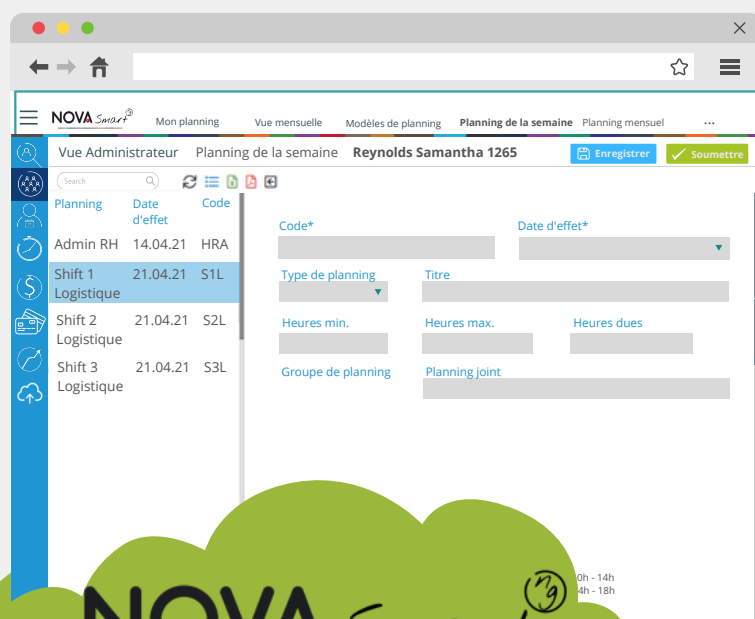 NOVA Smart
Mon planning
Vue mensuelle
Modèles de planning
Planning de la semaine
Planning mensuel
...
Vue Administrateur
Planning de la semaine
Reynolds Samantha 1265
Enregistrer
Soumettre
Search
Planning
Date
d'effet
Code
Admin RH 14.04.21 HRA
Shift 1 21.04.21 S1L
Logistique
Shift 2 21.04.21 S2L
Logistique
Shift 3 21.04.21 S3L
Logistique
Code*
Date d'effet*
Type de planning
Titre
Heures min.
Heures max.
Heures dues
Groupe de planning
Planning joint
0h - 14h
4h - 18h
NOVA
ng